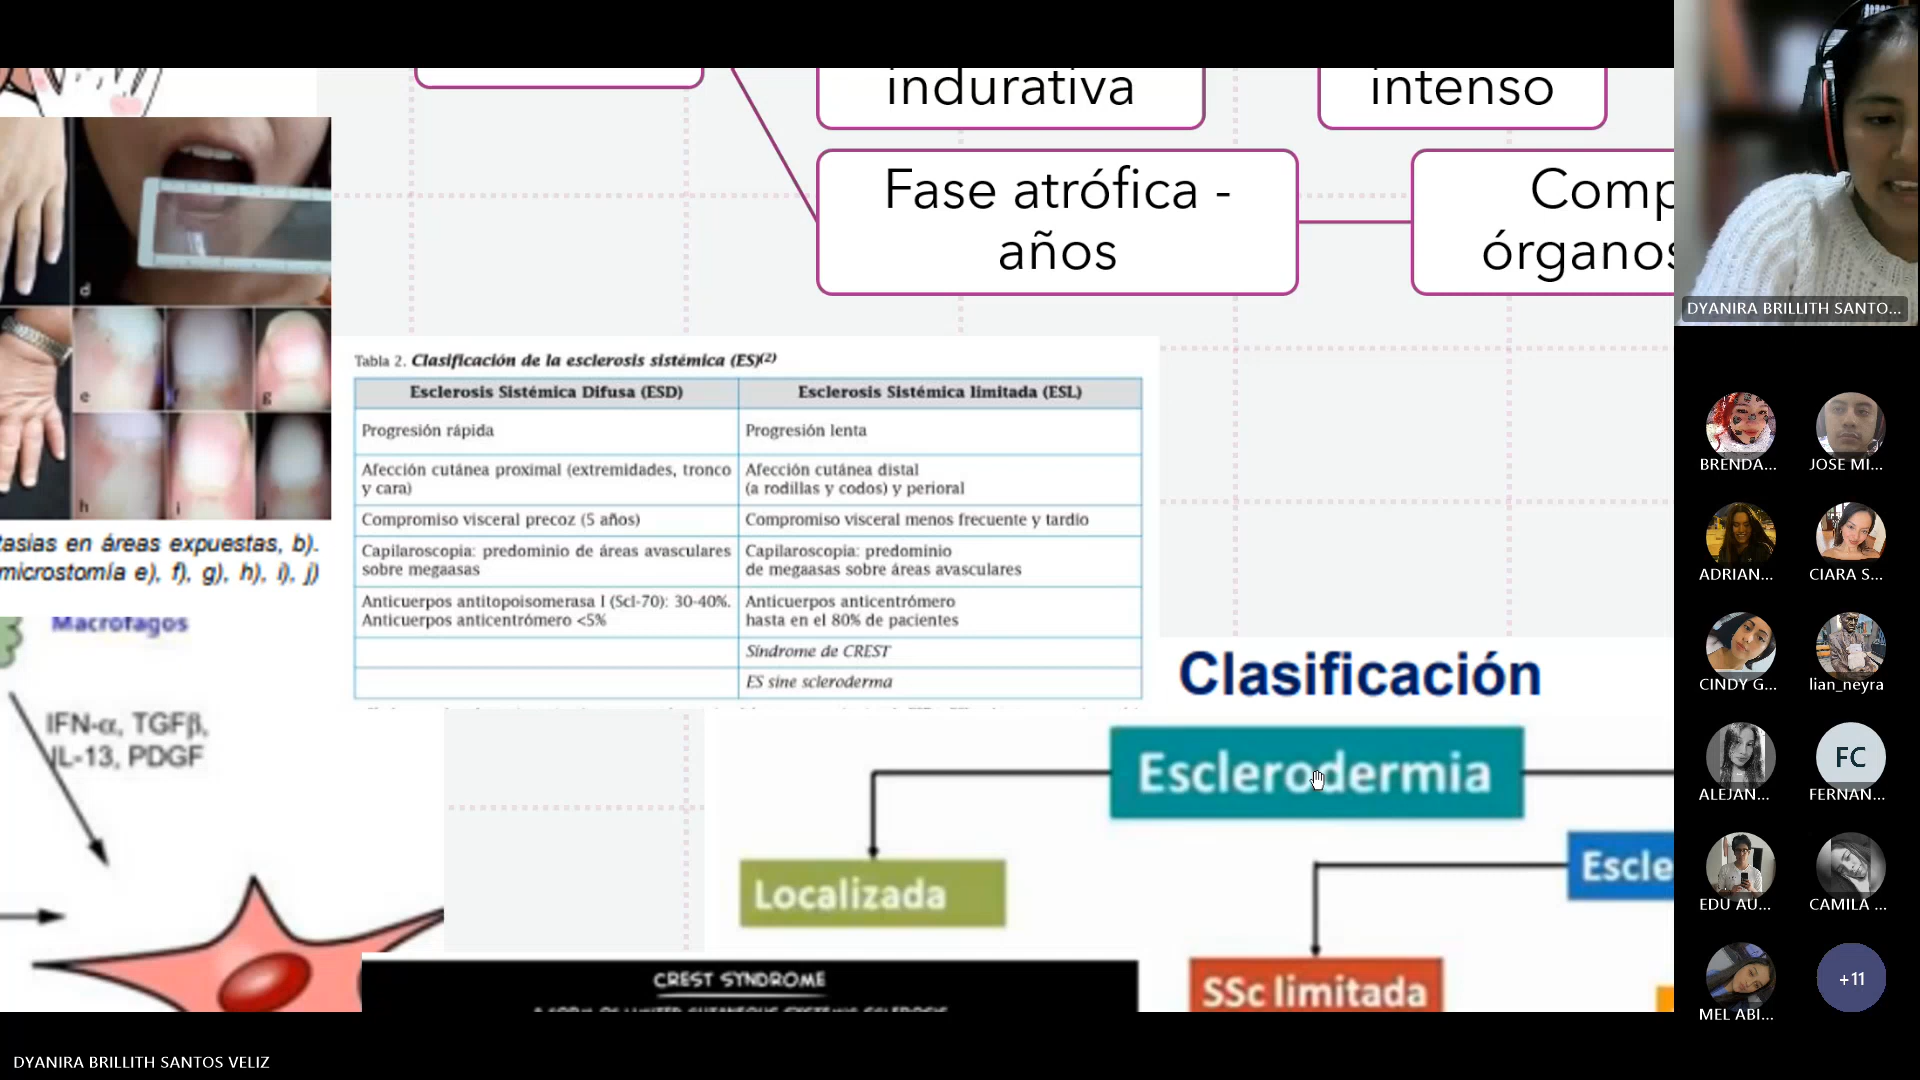 indurativa
intenso
Fase atrófica -
años
Comp
órganos
d
e
g
h
i
j
tasias en áreas expuestas, b).
microstomía e), f), g), h), i), j)
Macrófagos
IFN-α, TGFβ,
IL-13, PDGF
Tabla 2. Clasificación de la esclerosis sistémica (ES)(2)
Esclerosis Sistémica Difusa (ESD)
Esclerosis Sistémica limitada (ESL)
Progresión rápida
Progresión lenta
Afección cutánea proximal (extremidades, tronco
y cara)
Afección cutánea distal
(a rodillas y codos) y perioral
Compromiso visceral precoz (5 años)
Compromiso visceral menos frecuente y tardío
Capilaroscopia: predominio de áreas avasculares
sobre megaasas
Capilaroscopia: predominio
de megaasas sobre áreas avasculares
Anticuerpos antitopoisomerasa I (Scl-70): 30-40%.
Anticuerpos anticentrómero <5%
Anticuerpos anticentrómero
hasta en el 80% de pacientes
Síndrome de CREST
ES sine scleroderma
Clasificación
Esclerodermia
Localizada
Escle
SSc limitada
CREST SYNDROME
DYANIRA BRILLITH SANTO...
BRENDA...
JOSE MI...
ADRIAN...
CIARA S...
CINDY G...
lian_neyra
ALEJAN...
FC
FERNAN...
EDU AU...
CAMILA ...
MEL ABI...
+11
DYANIRA BRILLITH SANTOS VELIZ